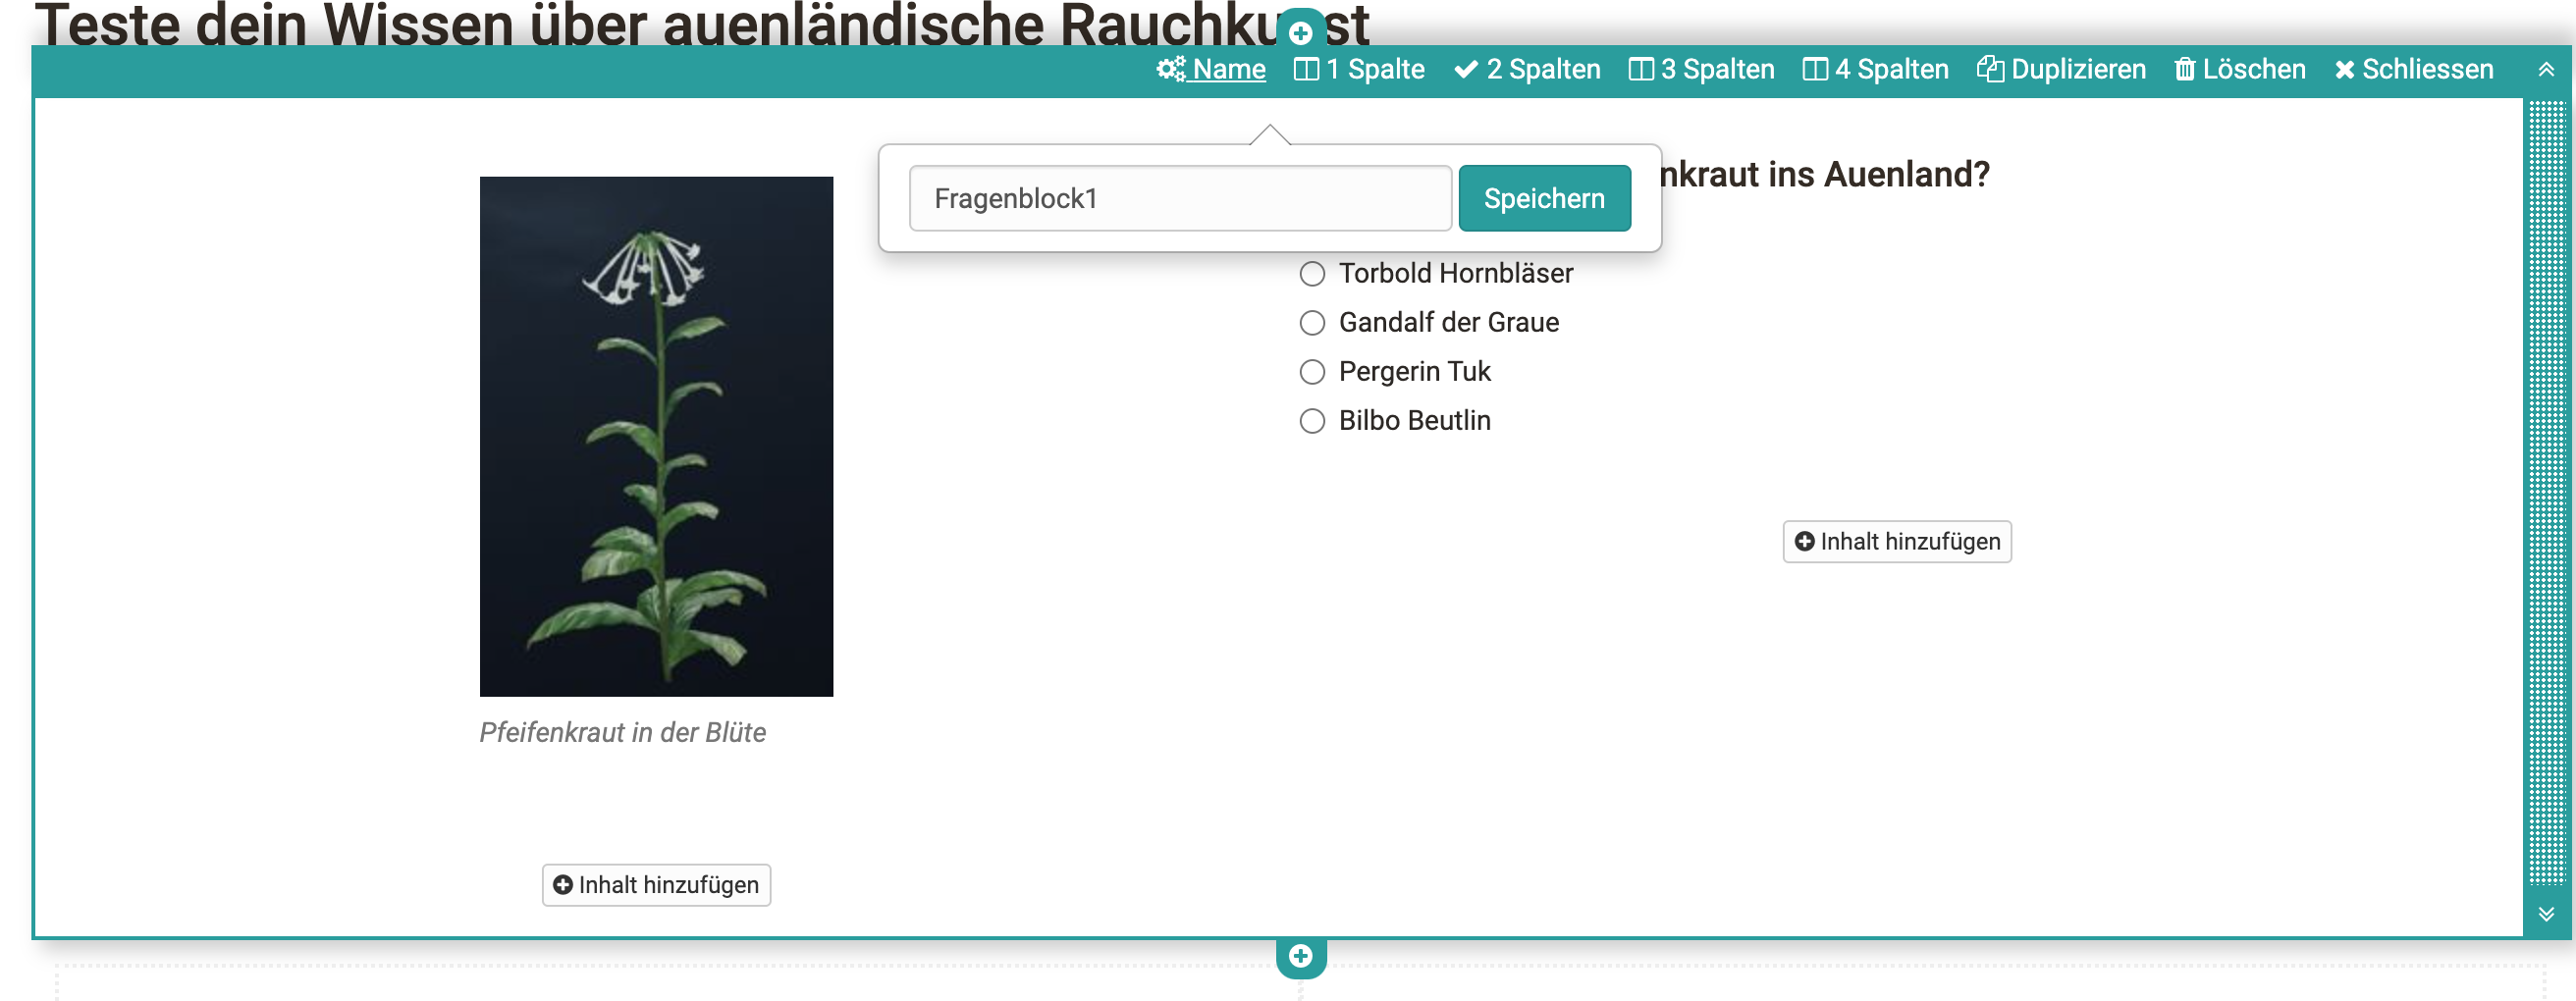 Teste dein Wissen über auenländische Rauchku st
Name 1 Spalte 2 Spalten 3 Spalten 4 Spalten Duplizieren Löschen Schliessen
Fragenblock1 Speichern
nkraut ins Auenland?
Torbold Hornbläser
Gandalf der Graue
Pergerin Tuk
Bilbo Beutlin
Inhalt hinzufügen
Pfeifenkraut in der Blüte
Inhalt hinzufügen